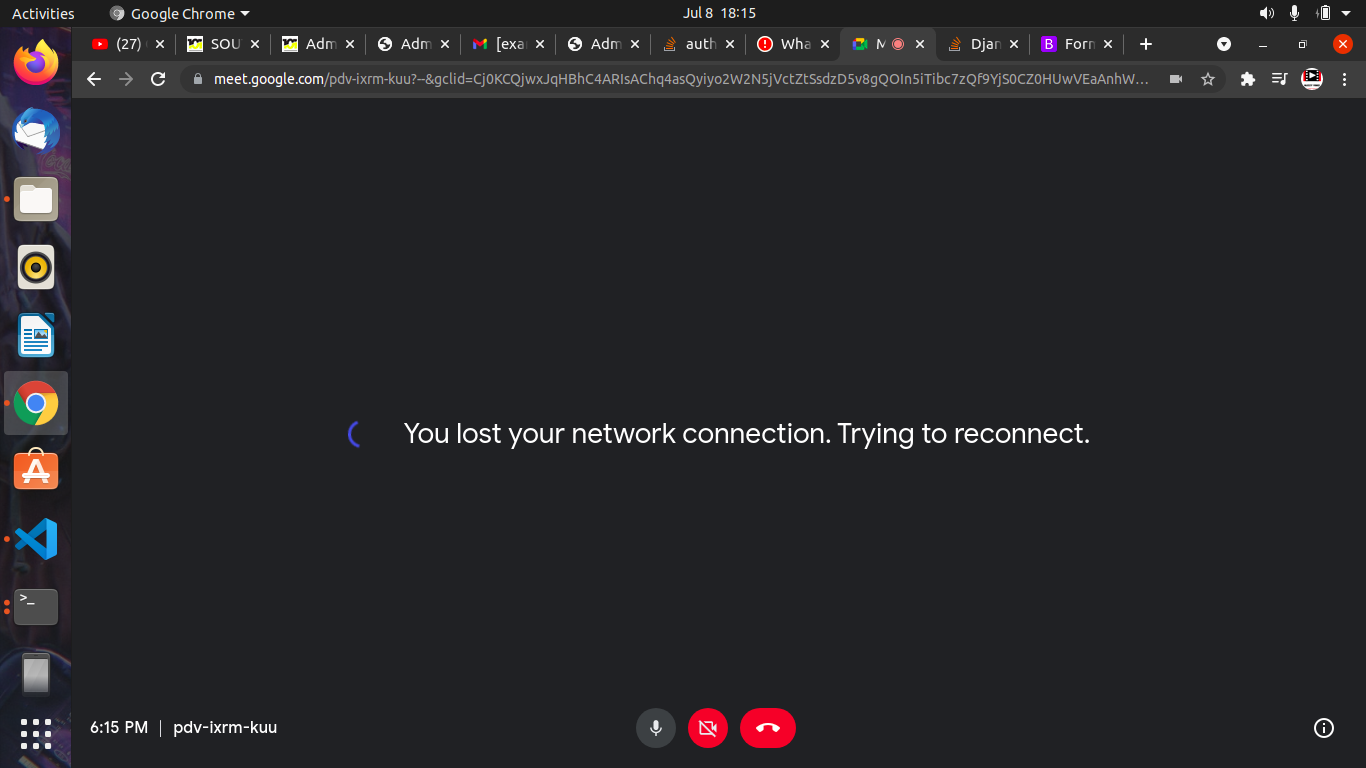 Activities
Google Chrome
Jul 8 18:15
(27)
SOU
Adm
Adm
[exa
Adm
auth
Wha
M
Djan
B
Form
meet.google.com/pdv-ixrm-kuu?--&gclid=Cj0KCQjwxJqHBhC4ARIsAChq4asQyiyo2W2N5jVctZtSsdzD5v8gQOIn5iTibc7zQf9YjS0CZ0HUwVEaAnhW…
You lost your network connection. Trying to reconnect.
6:15 PM | pdv-ixrm-kuu